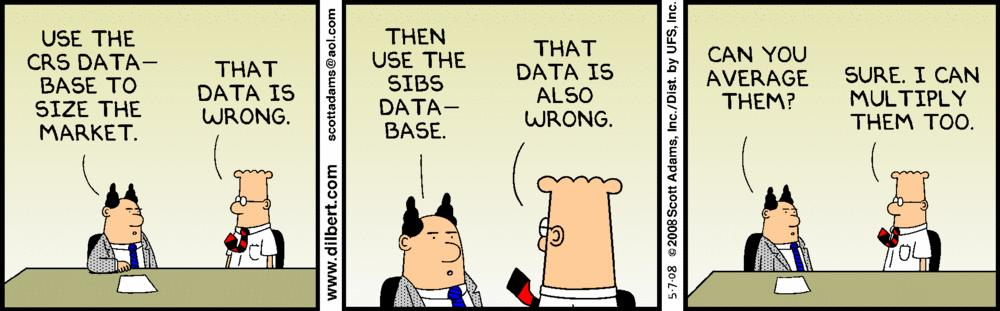 USE THE
CRS DATA—
BASE TO
SIZE THE
MARKET.
THAT
DATA IS
WRONG.
www.dilbert.com scottadams@aol.com
THEN
USE THE
SIBS
DATA—
BASE.
THAT
DATA IS
ALSO
WRONG.
5-7-08 ©2008 Scott Adams, Inc./Dist. by UFS, Inc.
CAN YOU
AVERAGE
THEM?
SURE. I CAN
MULTIPLY
THEM TOO.